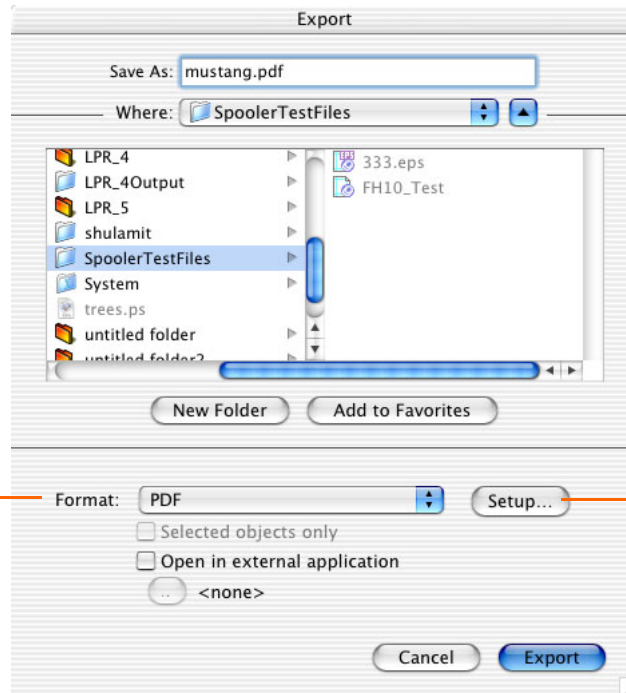 Export
Save As: mustang.pdf
Where: SpoolerTestFiles
LPR_4
LPR_4Output
LPR_5
shulamit
SpoolerTestFiles
System
trees.ps
untitled folder
untitled folder2
333.eps
FH10_Test
New Folder
Add to Favorites
Format: PDF
Setup...
Selected objects only
Open in external application
.. <none>
Cancel
Export